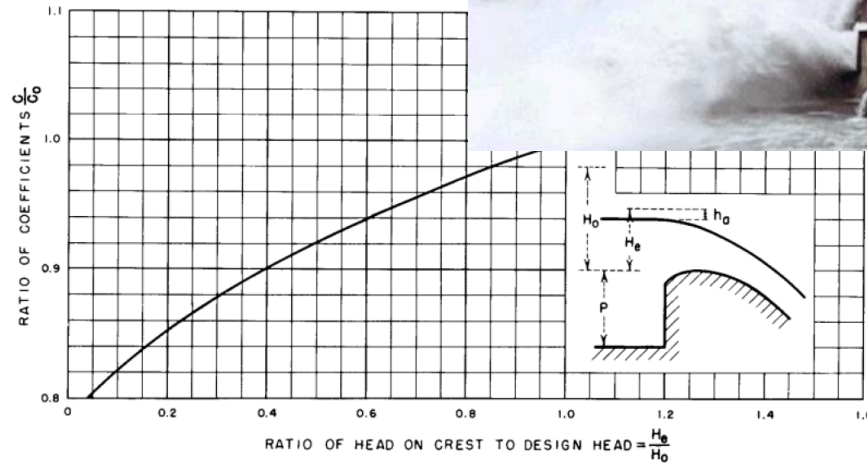 1.1
1.0
0.9
0.8
RATIO OF COEFFICIENTS C/C₀
0 0.2 0.4 0.6 0.8 1.0 1.2 1.4
RATIO OF HEAD ON CREST TO DESIGN HEAD = Hₑ/H₀
H₀
hₐ
Hₑ
P